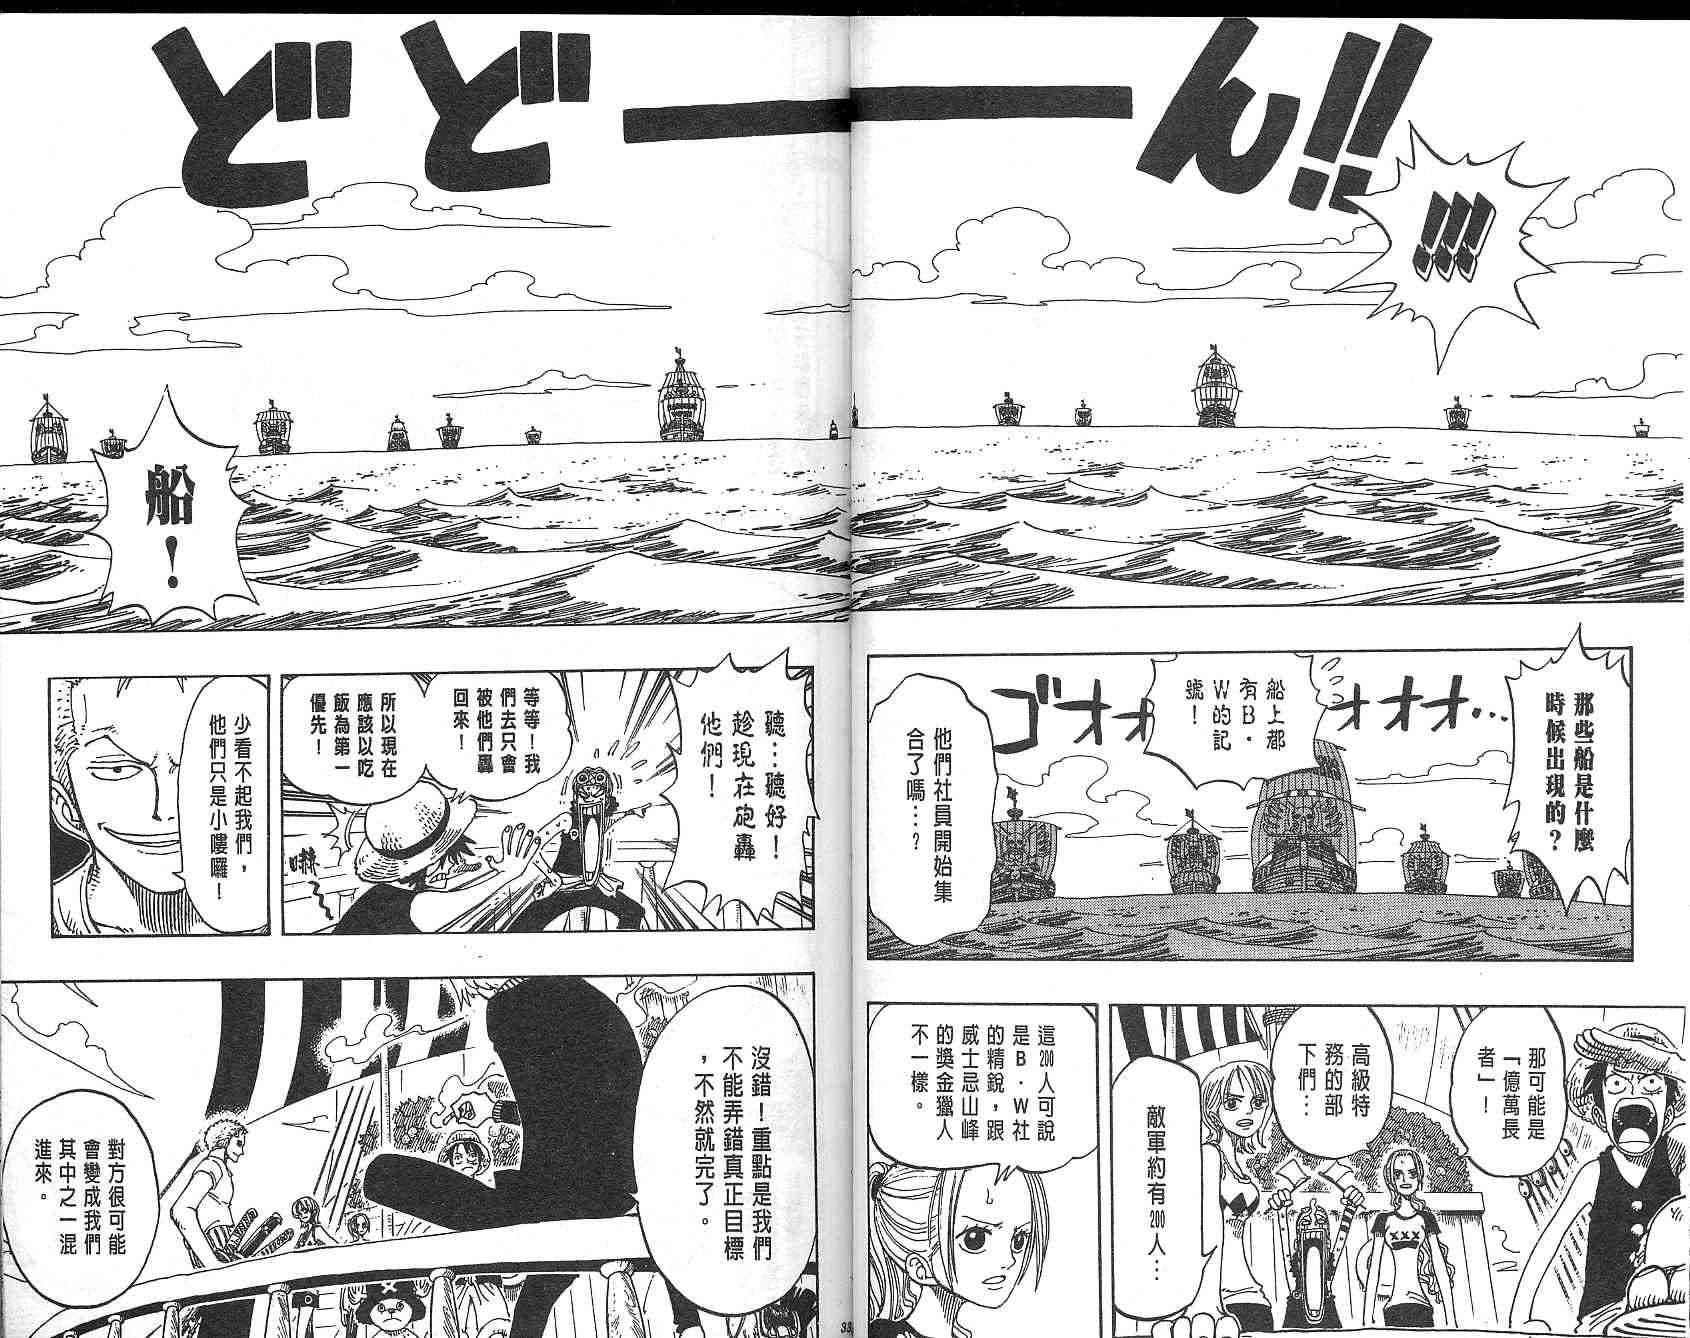 どど——ん!!
!!!
船！
那些船是什麼
時候出現的？
船上都
有B·
W的記
號！
ゴオオォオオ…
他們社員開始集
合了嗎…？
那可能是
「億萬長
者」！
高級特
務的部
下們…
敵軍約有200人…
這200人可說
是B·W社
的精銳，跟
威士忌山峰
的獎金獵人
不一樣。
聽…聽好！
趁現在砲轟
他們！
等等！我
們去只會
被他們轟
回來！
所以現在
應該以吃
飯為第一
優先！
少看不起我們，
他們只是小嘍囉！
沒錯！重點是我們
不能弄錯真正目標
，不然就完了。
對方很可能
會變成我們
其中之一混
進來。